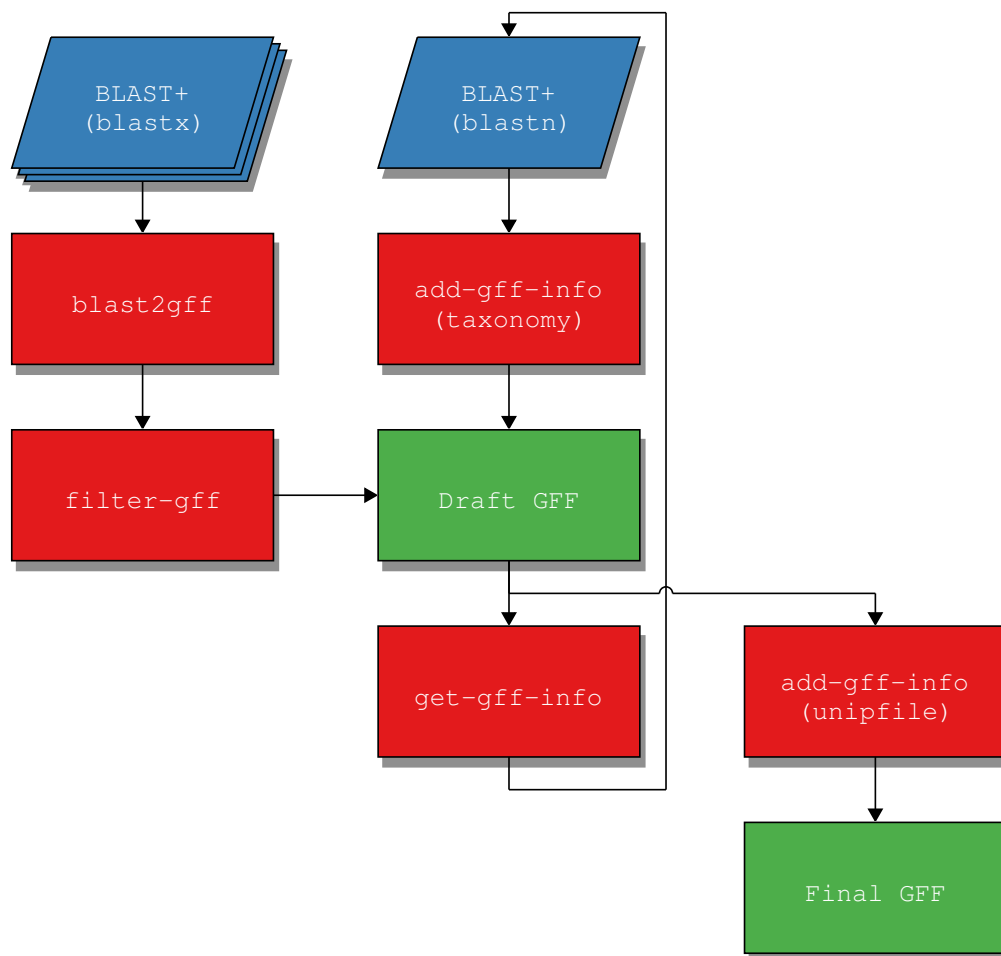 BLAST+
(blastx)
BLAST+
(blastn)
blast2gff
add-gff-info
(taxonomy)
filter-gff
Draft GFF
get-gff-info
add-gff-info
(unipfile)
Final GFF